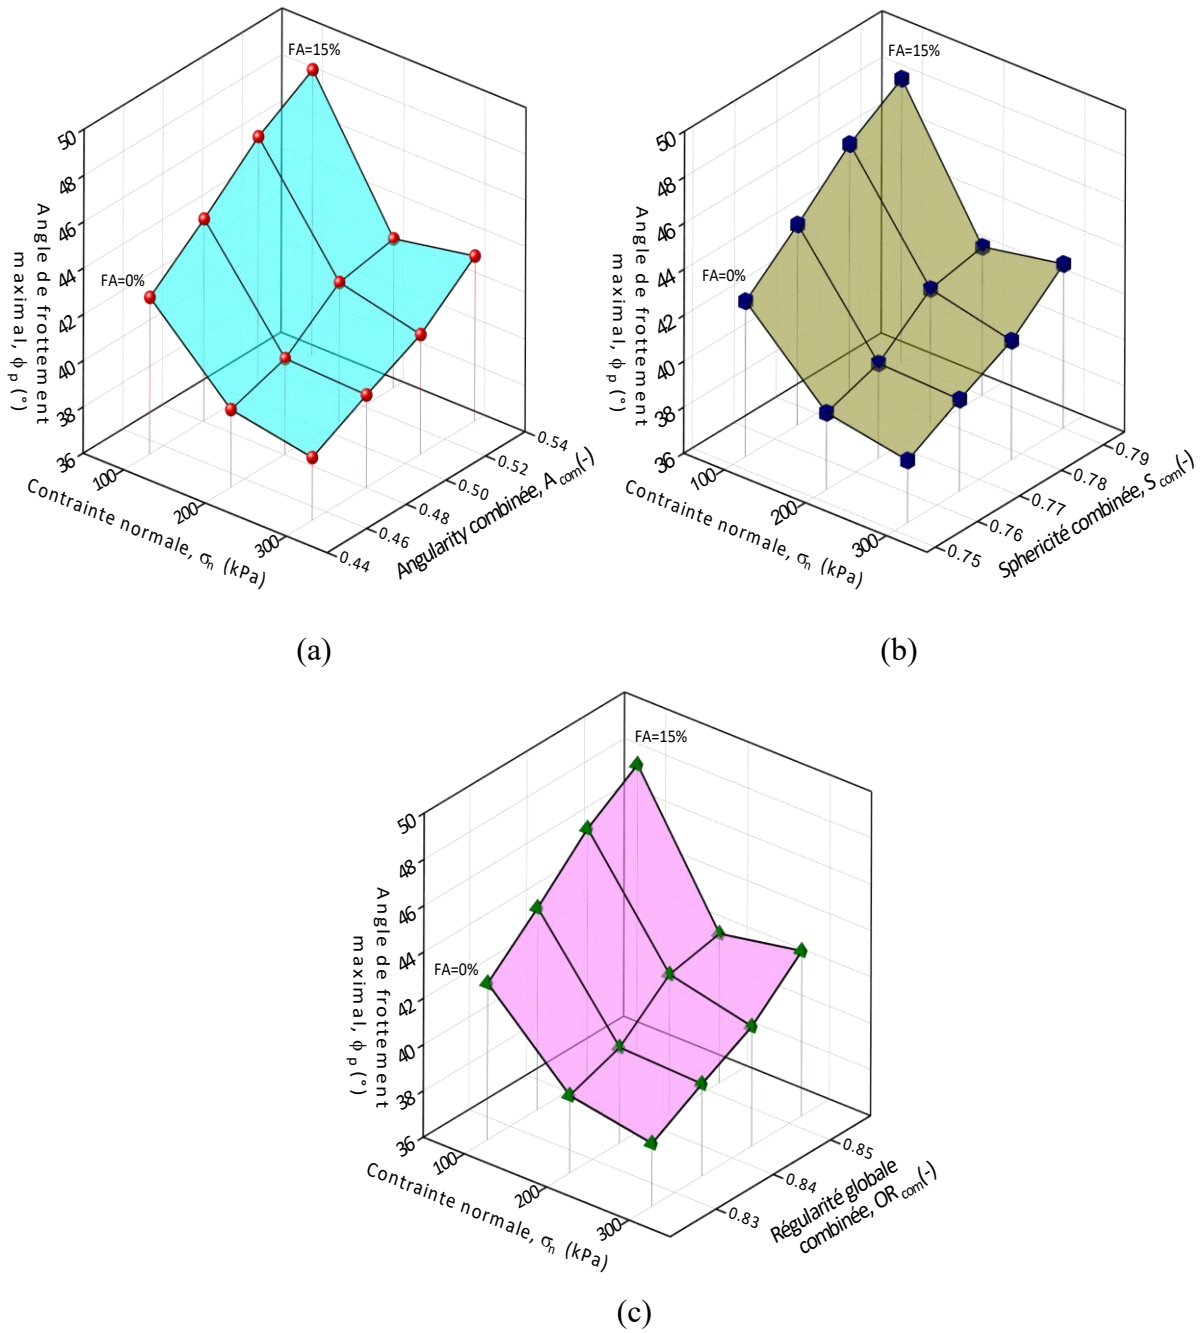 FA=15%
FA=0%
50
48
46
44
42
40
38
36
Angle de frottement
maximal, ϕ p (°)
100
200
300
Contrainte normale, σn (kPa)
0.44
0.46
0.48
0.50
0.52
0.54
Angularity combinée, A com(-)
(a)
FA=15%
FA=0%
50
48
46
44
42
40
38
36
Angle de frottement
maximal, ϕ p (°)
100
200
300
Contrainte normale, σn (kPa)
0.75
0.76
0.77
0.78
0.79
Sphericité combinée, S com(-)
(b)
FA=15%
FA=0%
50
48
46
44
42
40
38
36
Angle de frottement
maximal, ϕ p (°)
100
200
300
Contrainte normale, σn (kPa)
0.83
0.84
0.85
Régularité globale
combinée, OR com(-)
(c)